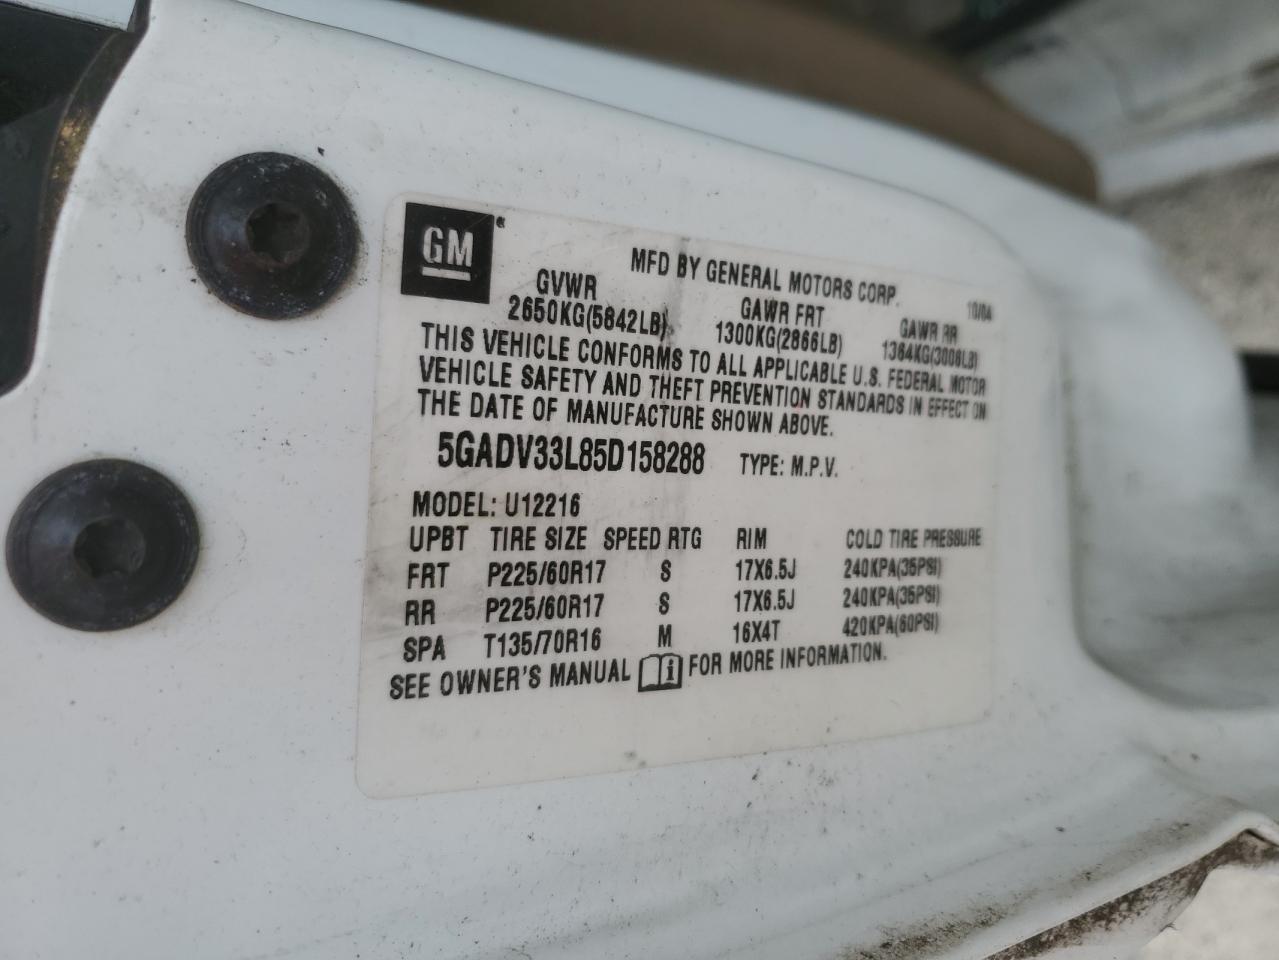 GM
MFD BY GENERAL MOTORS CORP. 10/04
GVWR GAWR FRT GAWR RR
2650KG(5842LB) 1300KG(2866LB) 1364KG(3006LB)
THIS VEHICLE CONFORMS TO ALL APPLICABLE U.S. FEDERAL MOTOR
VEHICLE SAFETY AND THEFT PREVENTION STANDARDS IN EFFECT ON
THE DATE OF MANUFACTURE SHOWN ABOVE.
5GADV33L85D158288 TYPE: M.P.V.
MODEL: U12216
UPBT TIRE SIZE SPEED RTG RIM COLD TIRE PRESSURE
FRT P225/60R17 S 17X6.5J 240KPA(35PSI)
RR P225/60R17 S 17X6.5J 240KPA(35PSI)
SPA T135/70R16 M 16X4T 420KPA(60PSI)
SEE OWNER'S MANUAL i FOR MORE INFORMATION.